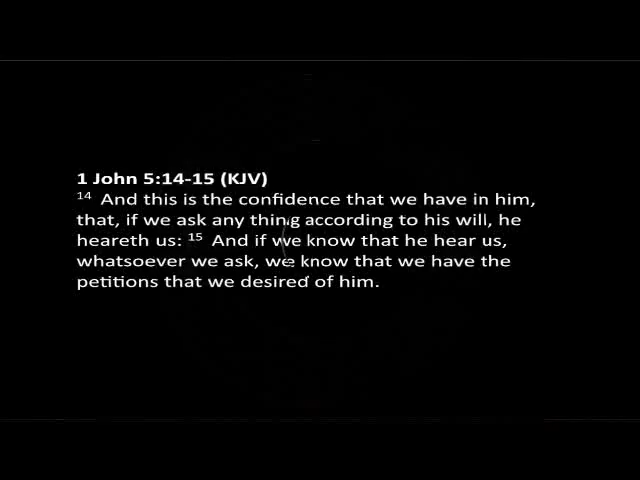 1 John 5:14-15 (KJV)
14 And this is the confidence that we have in him,
that, if we ask any thing according to his will, he
heareth us: 15 And if we know that he hear us,
whatsoever we ask, we know that we have the
petitions that we desired of him.